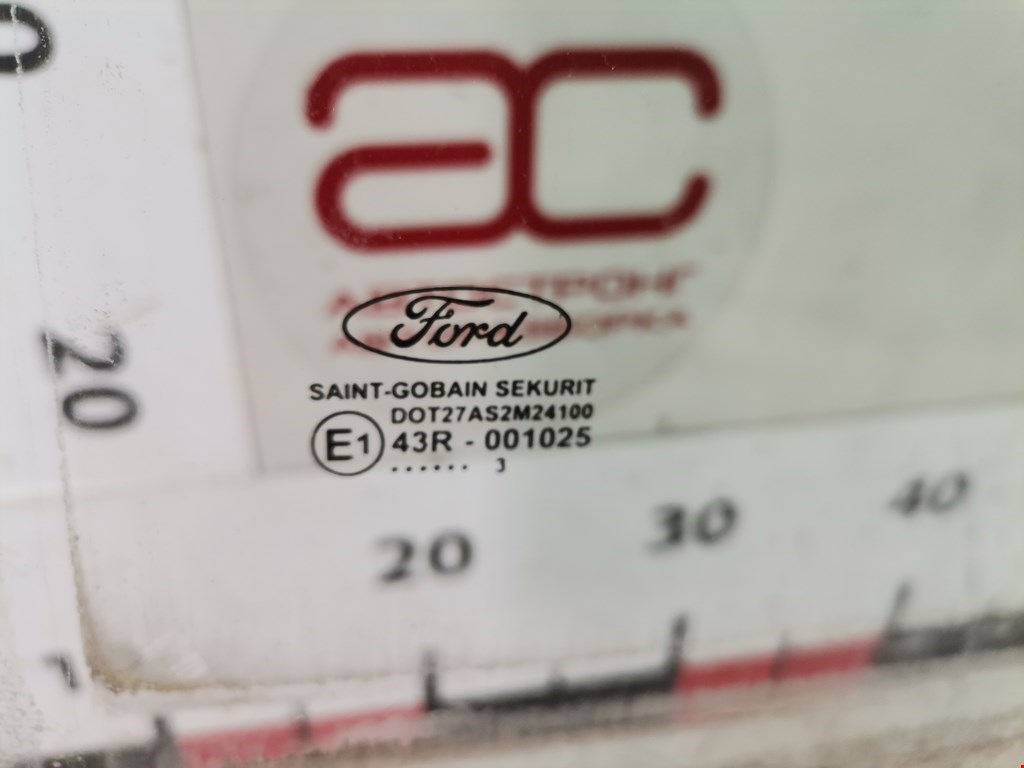 ac
Ford
SAINT-GOBAIN SEKURIT
DOT27AS2M24100
E1 43R - 001025
...... 3
20
20 30 40